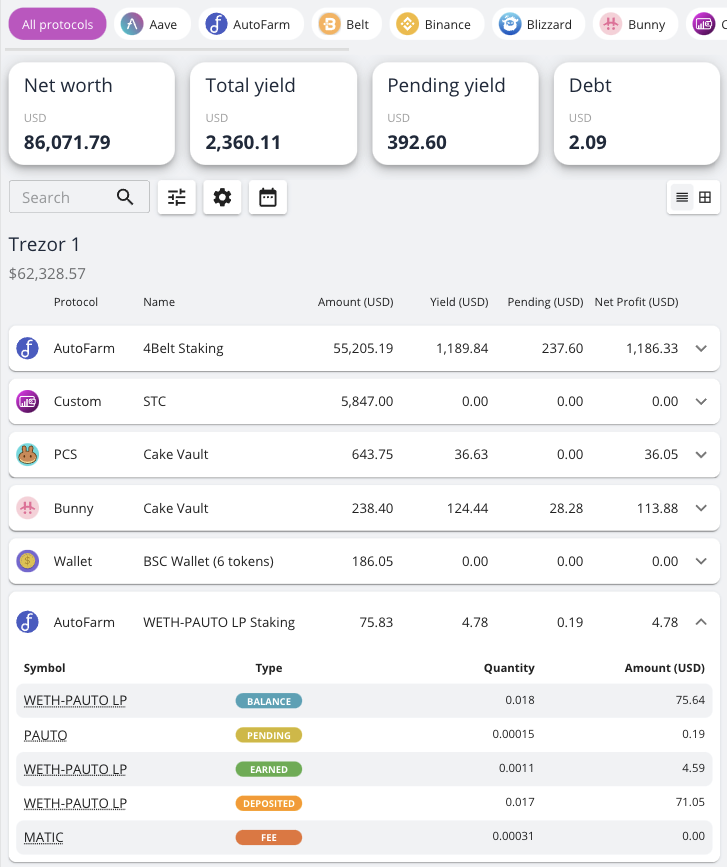 All protocols Aave AutoFarm Belt Binance Blizzard Bunny
Net worth Total yield Pending yield Debt
USD USD USD USD
86,071.79 2,360.11 392.60 2.09
Search
Trezor 1
$62,328.57
Protocol Name Amount (USD) Yield (USD) Pending (USD) Net Profit (USD)
AutoFarm 4Belt Staking 55,205.19 1,189.84 237.60 1,186.33
Custom STC 5,847.00 0.00 0.00 0.00
PCS Cake Vault 643.75 36.63 0.00 36.05
Bunny Cake Vault 238.40 124.44 28.28 113.88
Wallet BSC Wallet (6 tokens) 186.05 0.00 0.00 0.00
AutoFarm WETH-PAUTO LP Staking 75.83 4.78 0.19 4.78
Symbol Type Quantity Amount (USD)
WETH-PAUTO LP BALANCE 0.018 75.64
PAUTO PENDING 0.00015 0.19
WETH-PAUTO LP EARNED 0.0011 4.59
WETH-PAUTO LP DEPOSITED 0.017 71.05
MATIC FEE 0.00031 0.00